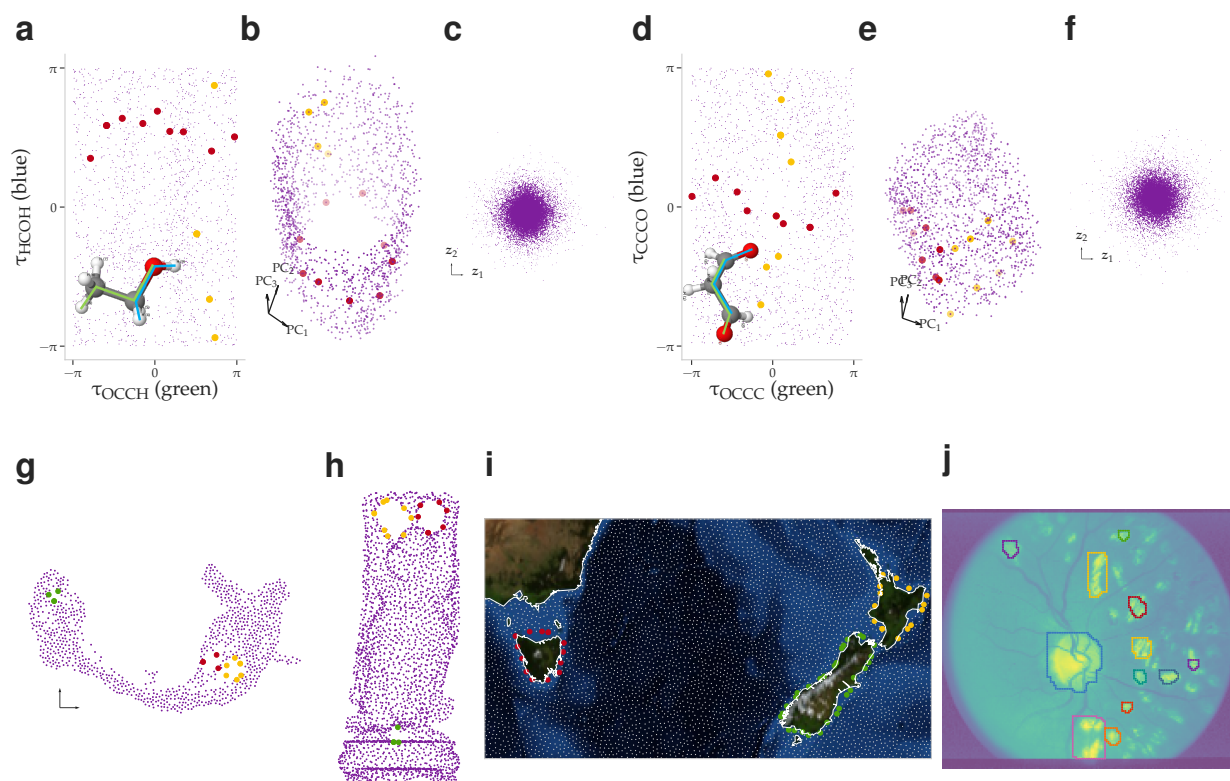 a
b
c
d
e
f
π
0
−π
τHCOH (blue)
−π
0
π
τOCCH (green)
PC2
PC3
PC1
z2
z1
π
0
−π
τCCCO (blue)
−π
0
π
τOCCC (green)
PC2
PC1
z2
z1
g
h
i
j